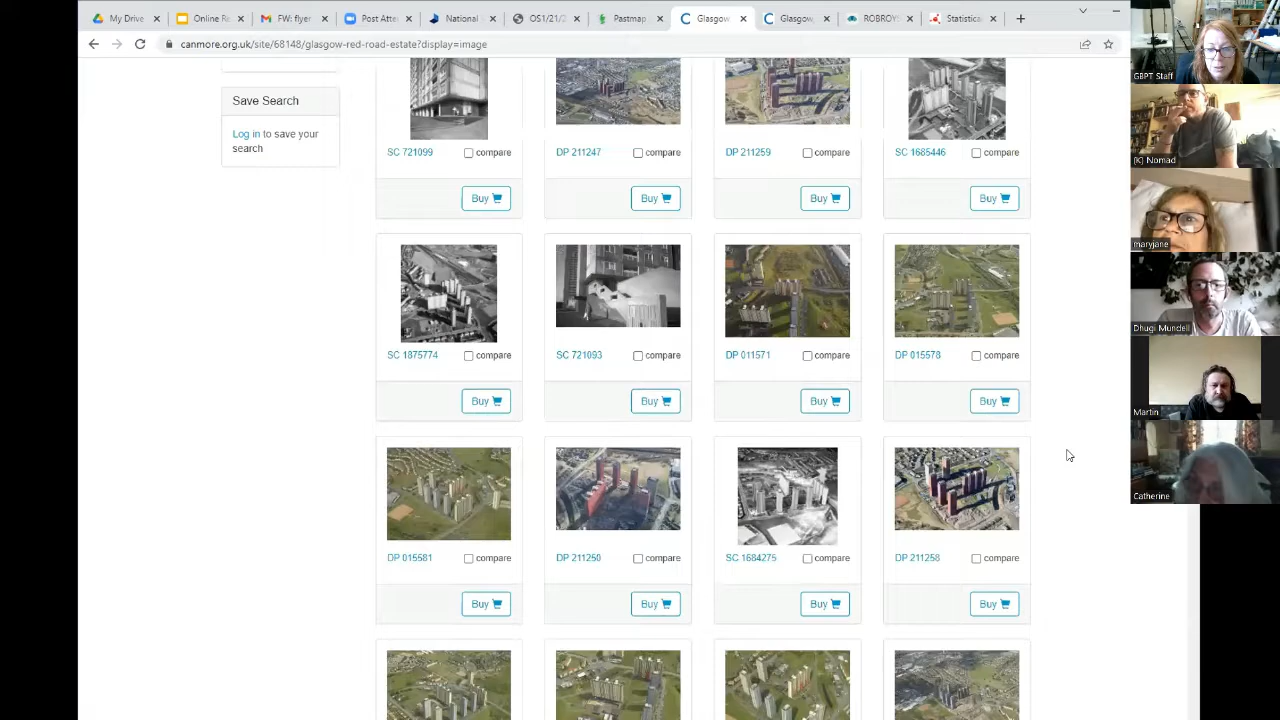 My Drive
Online Re
FW: flyer
Post Atte
National
OS1/21/2
Pastmap
Glasgow
Glasgow,
ROBROYS
Statistica
canmore.org.uk/site/68148/glasgow-red-road-estate?display=image
Save Search
Log in to save your
search
SC 721099 compare
DP 211247 compare
DP 211259 compare
SC 1685446 compare
Buy
Buy
Buy
Buy
SC 1875774 compare
SC 721093 compare
DP 011571 compare
DP 015578 compare
Buy
Buy
Buy
Buy
DP 015581 compare
DP 211250 compare
SC 1684275 compare
DP 211258 compare
Buy
Buy
Buy
Buy
GBPT Staff
(K) Nomad
maryjane
Dhugi Mundell
Martin
Catherine